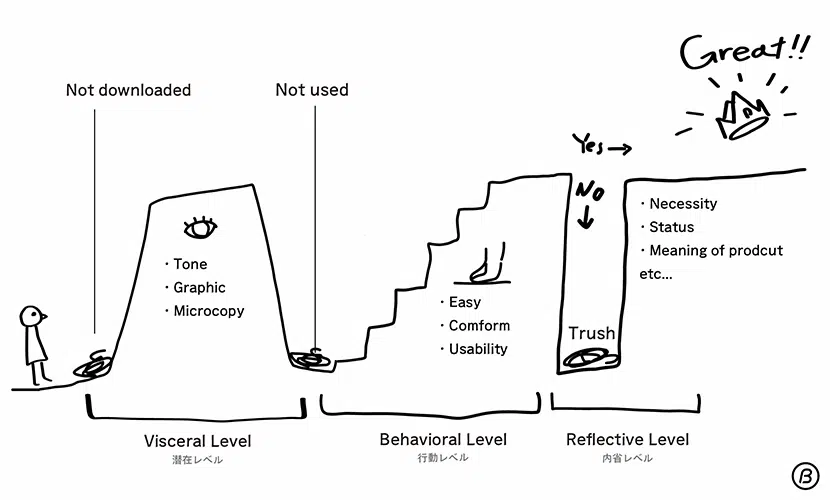 Great!!
Not downloaded
Not used
Yes →
NO
↓
・Tone
・Graphic
・Microcopy
・Easy
・Comform
・Usability
Trush
・Necessity
・Status
・Meaning of prodcut
etc...
Visceral Level
潜在レベル
Behavioral Level
行動レベル
Reflective Level
内省レベル
β